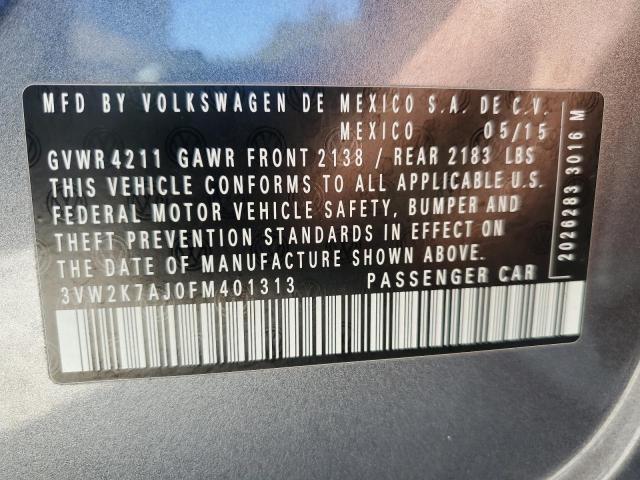 MFD BY VOLKSWAGEN DE MEXICO S.A. DE C.V.
MEXICO 05/15
GVWR 4211 GAWR FRONT 2138 / REAR 2183 LBS
THIS VEHICLE CONFORMS TO ALL APPLICABLE U.S.
FEDERAL MOTOR VEHICLE SAFETY, BUMPER AND
THEFT PREVENTION STANDARDS IN EFFECT ON
THE DATE OF MANUFACTURE SHOWN ABOVE.
3VW2K7AJ0FM401313 PASSENGER CAR
2026283 3016 M